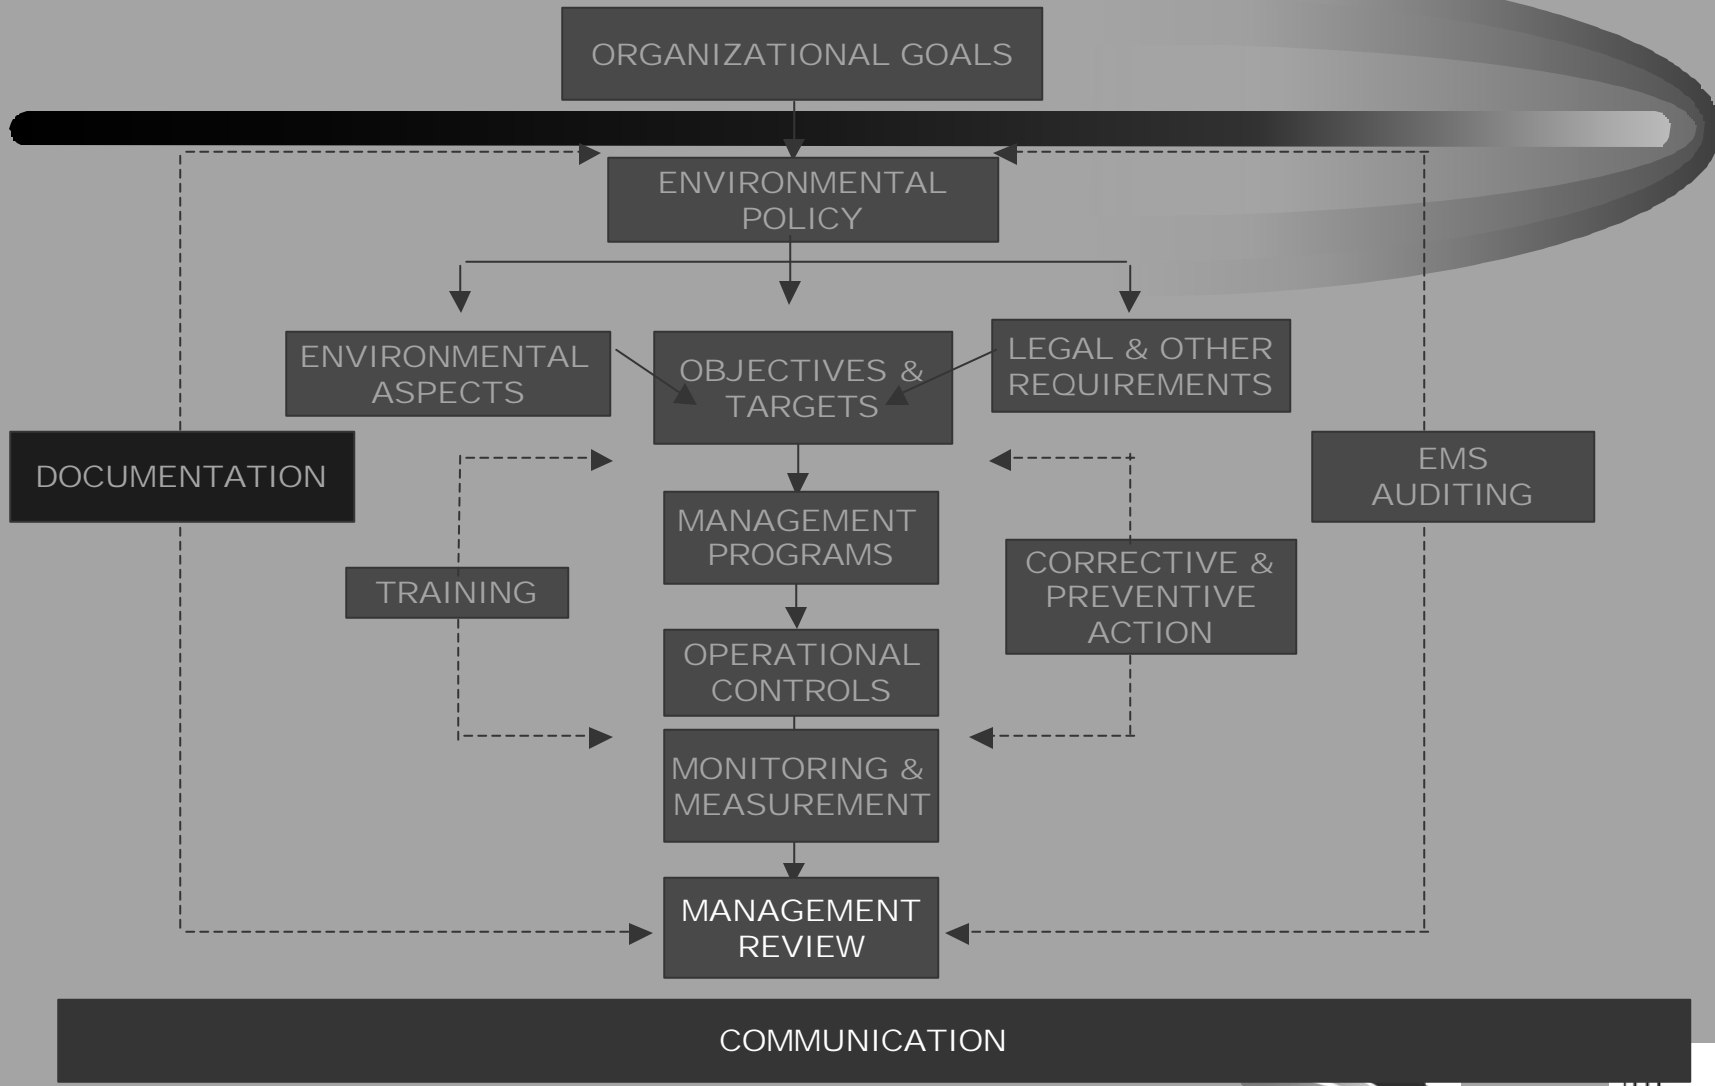 ORGANIZATIONAL GOALS
ENVIRONMENTAL
POLICY
ENVIRONMENTAL
ASPECTS
OBJECTIVES &
TARGETS
LEGAL & OTHER
REQUIREMENTS
DOCUMENTATION
EMS
AUDITING
MANAGEMENT
PROGRAMS
TRAINING
CORRECTIVE &
PREVENTIVE
ACTION
OPERATIONAL
CONTROLS
MONITORING &
MEASUREMENT
MANAGEMENT
REVIEW
COMMUNICATION